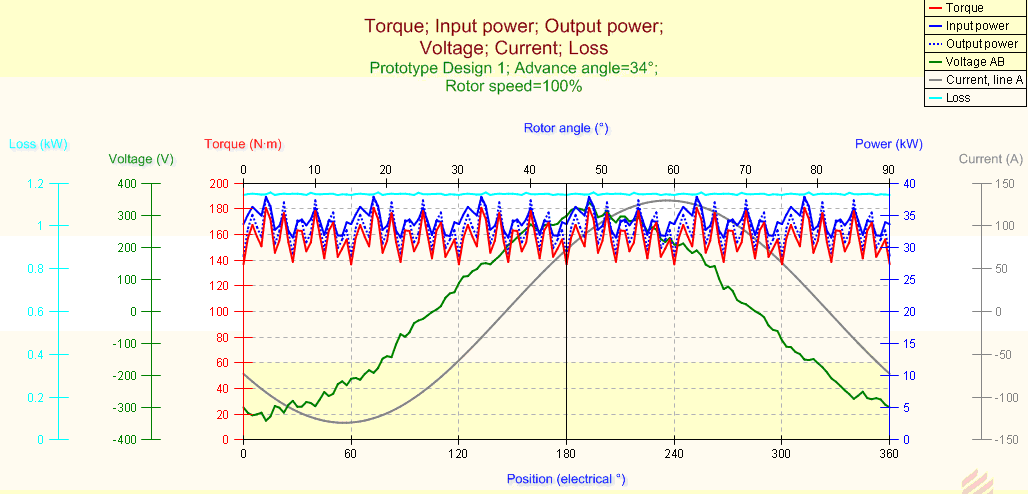 Torque; Input power; Output power;
Voltage; Current; Loss
Prototype Design 1; Advance angle=34°;
Rotor speed=100%
Torque
Input power
Output power
Voltage AB
Current, line A
Loss
Rotor angle (°)
Loss (kW)
Voltage (V)
Torque (N·m)
Power (kW)
Current (A)
0 10 20 30 40 50 60 70 80 90
1.2 400 200 40 150
180
300 35 100
1 160
200 30 50
140
0.8 100 120 25
0.6 0 100 20 0
-100 80 15
0.4 60 -50
-200 10
0.2 40 -100
-300 20 5
0 -400 0 0 -150
0 60 120 180 240 300 360
Position (electrical °)